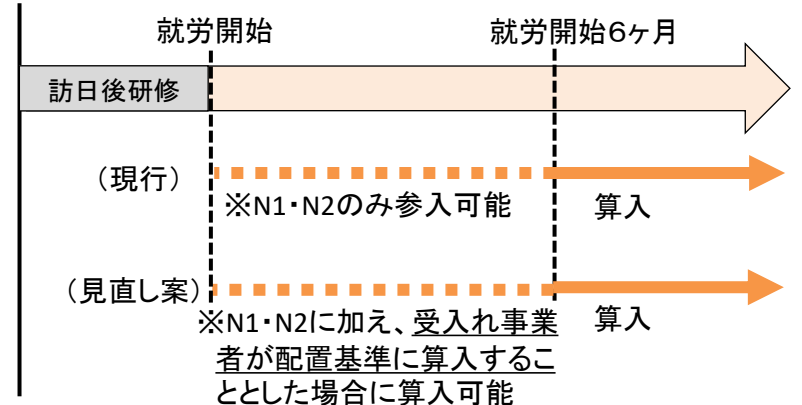 就労開始
就労開始6ヶ月
訪日後研修
（現行）
※N1・N2のみ参入可能
算入
（見直し案）
※N1・N2に加え、受入れ事業
者が配置基準に算入するこ
ととした場合に算入可能
算入